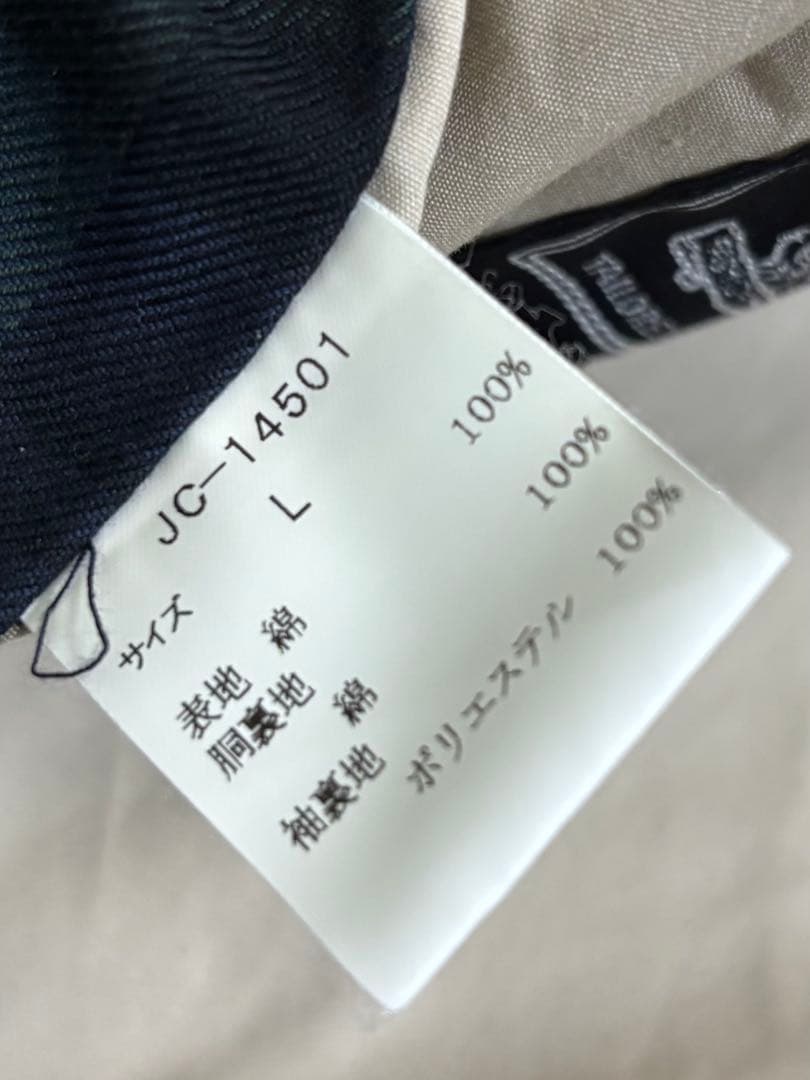 JC-14501
サイズ L
表地 綿 100%
胴裏地 綿 100%
袖裏地 ポリエステル 100%